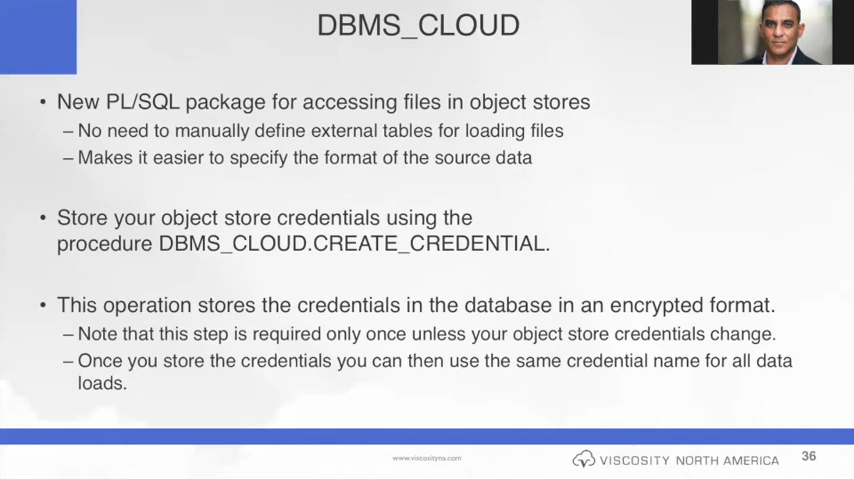 DBMS_CLOUD
• New PL/SQL package for accessing files in object stores
– No need to manually define external tables for loading files
– Makes it easier to specify the format of the source data
• Store your object store credentials using the
procedure DBMS_CLOUD.CREATE_CREDENTIAL.
• This operation stores the credentials in the database in an encrypted format.
– Note that this step is required only once unless your object store credentials change.
– Once you store the credentials you can then use the same credential name for all data
loads.
www.viscosityna.com
VISCOSITY NORTH AMERICA
36